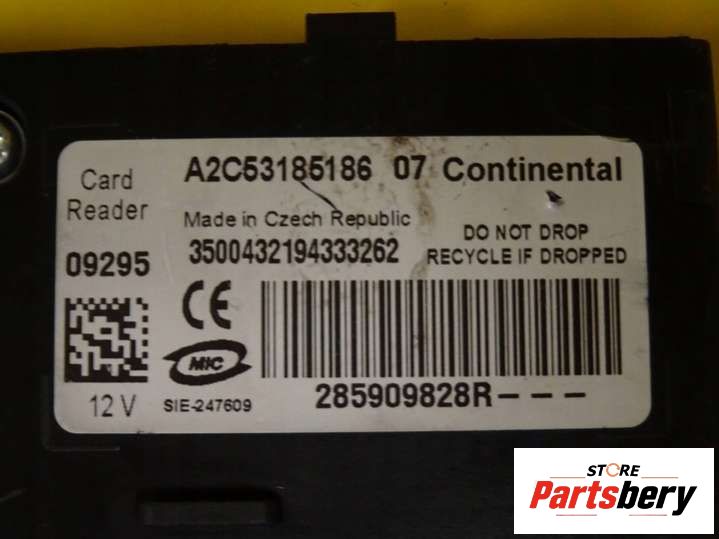 A2C53185186 07 Continental
Card
Reader
Made in Czech Republic
DO NOT DROP
RECYCLE IF DROPPED
09295
3500432194333262
CE
MIC
12 V
SIE-247609
285909828R---
STORE
Partsbery